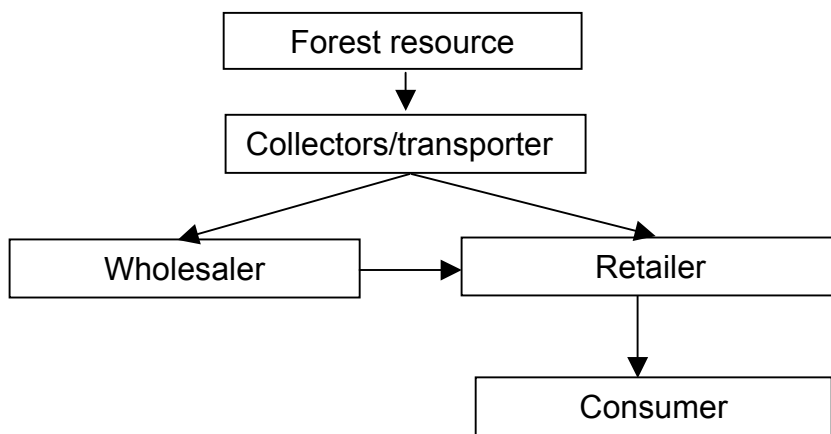 Forest resource
Collectors/transporter
Wholesaler
Retailer
Consumer